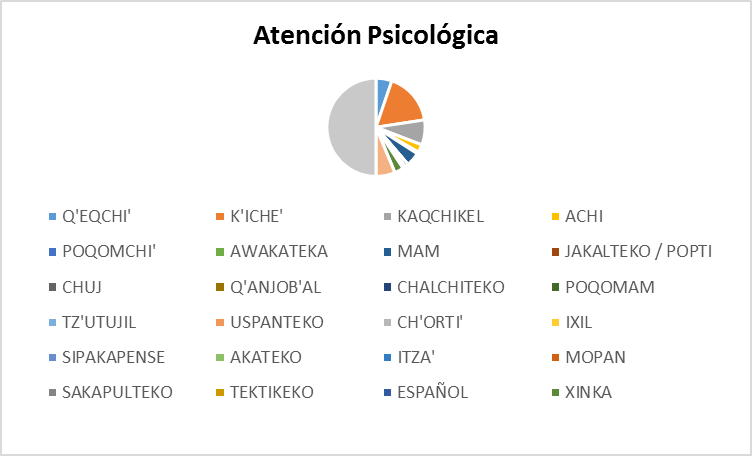 Atención Psicológica
Q'EQCHI' K'ICHE' KAQCHIKEL ACHI
POQOMCHI' AWAKATEKA MAM JAKALTEKO / POPTI
CHUJ Q'ANJOB'AL CHALCHITEKO POQOMAM
TZ'UTUJIL USPANTEKO CH'ORTI' IXIL
SIPAKAPENSE AKATEKO ITZA' MOPAN
SAKAPULTEKO TEKTIKEKO ESPAÑOL XINKA